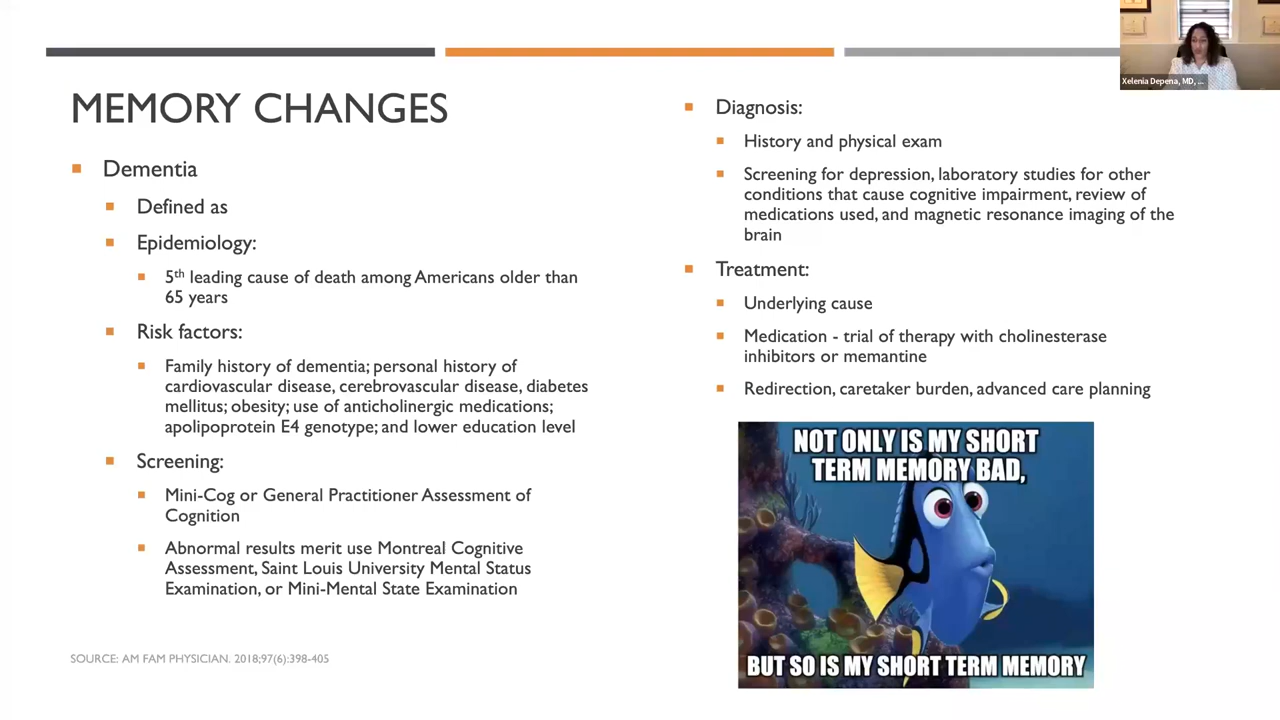 MEMORY CHANGES
Dementia
Defined as
Epidemiology:
5th leading cause of death among Americans older than
65 years
Risk factors:
Family history of dementia; personal history of
cardiovascular disease, cerebrovascular disease, diabetes
mellitus; obesity; use of anticholinergic medications;
apolipoprotein E4 genotype; and lower education level
Screening:
Mini-Cog or General Practitioner Assessment of
Cognition
Abnormal results merit use Montreal Cognitive
Assessment, Saint Louis University Mental Status
Examination, or Mini-Mental State Examination
SOURCE: AM FAM PHYSICIAN. 2018;97(6):398-405
Diagnosis:
History and physical exam
Screening for depression, laboratory studies for other
conditions that cause cognitive impairment, review of
medications used, and magnetic resonance imaging of the
brain
Treatment:
Underlying cause
Medication - trial of therapy with cholinesterase
inhibitors or memantine
Redirection, caretaker burden, advanced care planning
NOT ONLY IS MY SHORT
TERM MEMORY BAD,
BUT SO IS MY SHORT TERM MEMORY
Xelenia Depena, MD, ...